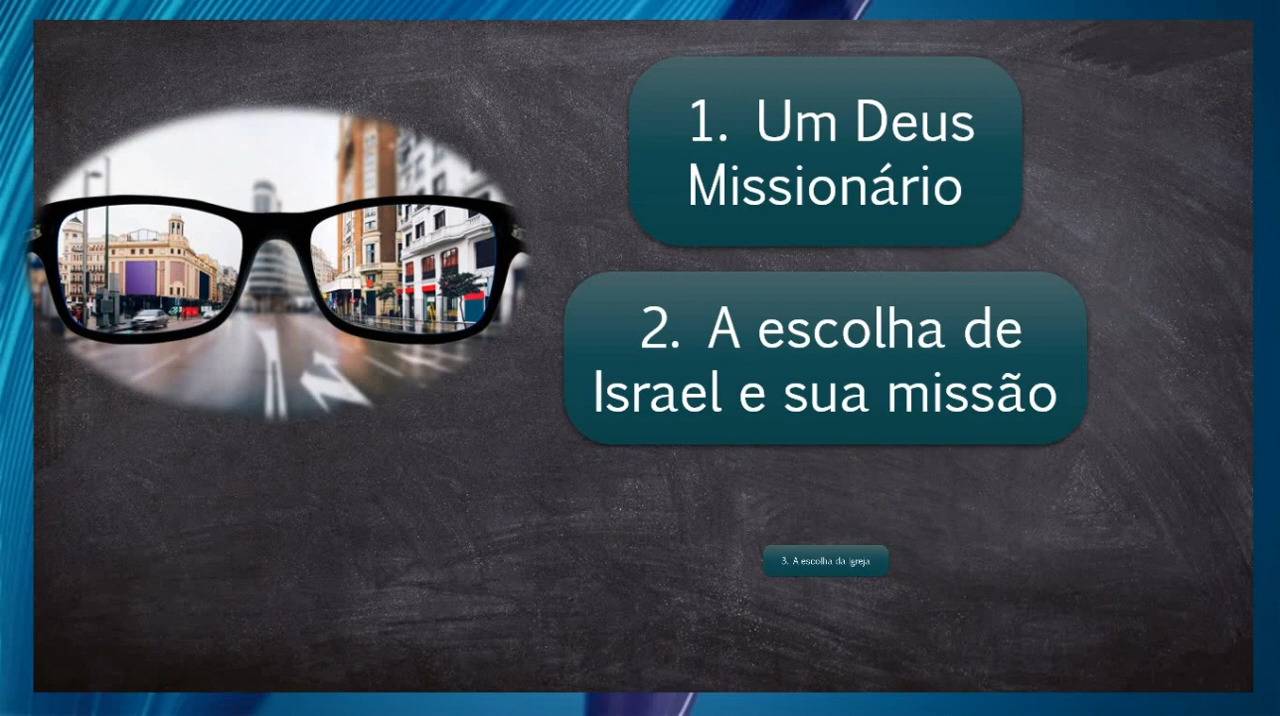 1. Um Deus
Missionário
2. A escolha de
Israel e sua missão
3. A escolha da Igreja